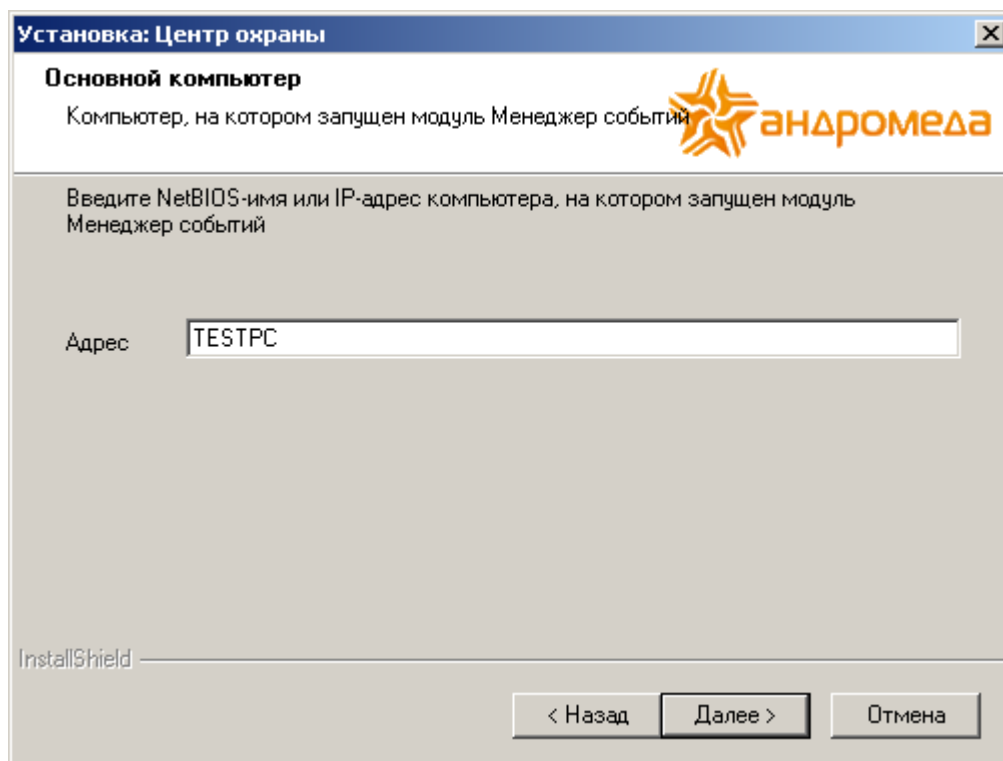 Установка: Центр охраны
Основной компьютер
Компьютер, на котором запущен модуль Менеджер событий
андромеда
Введите NetBIOS-имя или IP-адрес компьютера, на котором запущен модуль
Менеджер событий
Адрес
TESTPC
InstallShield
< Назад
Далее >
Отмена